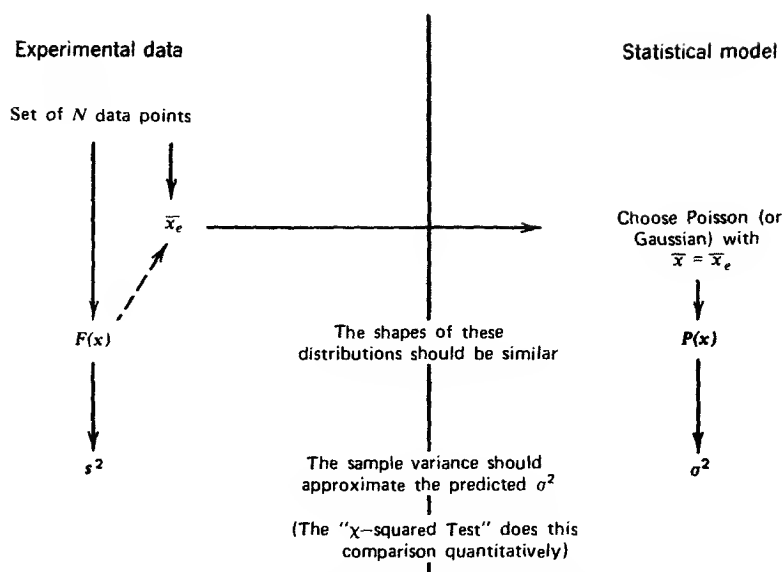 Experimental data
Statistical model
Set of N data points
x̄ₑ
Choose Poisson (or
Gaussian) with
x̄ = x̄ₑ
F(x)
The shapes of these
distributions should be similar
P(x)
s²
The sample variance should
approximate the predicted σ²
σ²
(The “χ–squared Test” does this
comparison quantitatively)